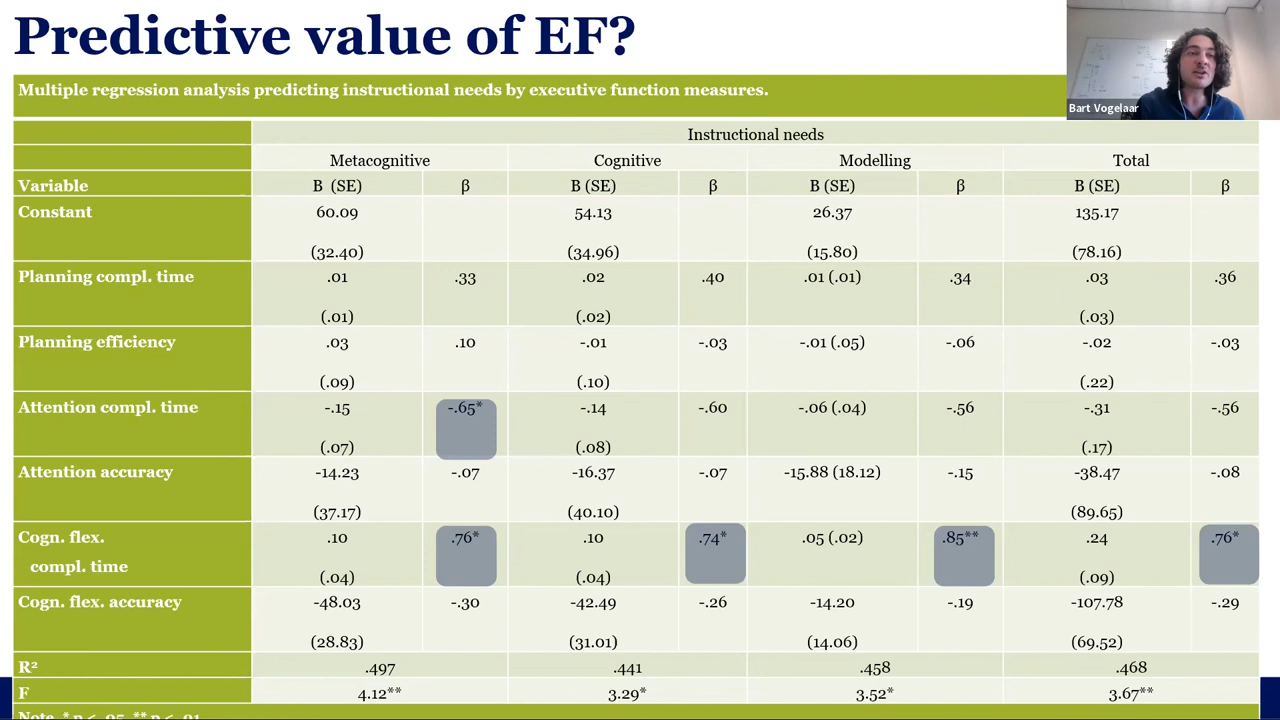 Predictive value of EF?
Bart Vogelaar
Multiple regression analysis predicting instructional needs by executive function measures.
Instructional needs
Metacognitive Cognitive Modelling Total
Variable B (SE) β B (SE) β B (SE) β B (SE) β
Constant 60.09 54.13 26.37 135.17
(32.40) (34.96) (15.80) (78.16)
Planning compl. time .01 .33 .02 .40 .01 (.01) .34 .03 .36
(.01) (.02) (.03)
Planning efficiency .03 .10 -.01 -.03 -.01 (.05) -.06 -.02 -.03
(.09) (.10) (.22)
Attention compl. time -.15 -.65* -.14 -.60 -.06 (.04) -.56 -.31 -.56
(.07) (.08) (.17)
Attention accuracy -14.23 -.07 -16.37 -.07 -15.88 (18.12) -.15 -38.47 -.08
(37.17) (40.10) (89.65)
Cogn. flex. .10 .76* .10 .74* .05 (.02) .85** .24 .76*
compl. time
(.04) (.04) (.09)
Cogn. flex. accuracy -48.03 -.30 -42.49 -.26 -14.20 -.19 -107.78 -.29
(28.83) (31.01) (14.06) (69.52)
R² .497 .441 .458 .468
F 4.12** 3.29* 3.52* 3.67**
Note. * p < .05, ** p < .01